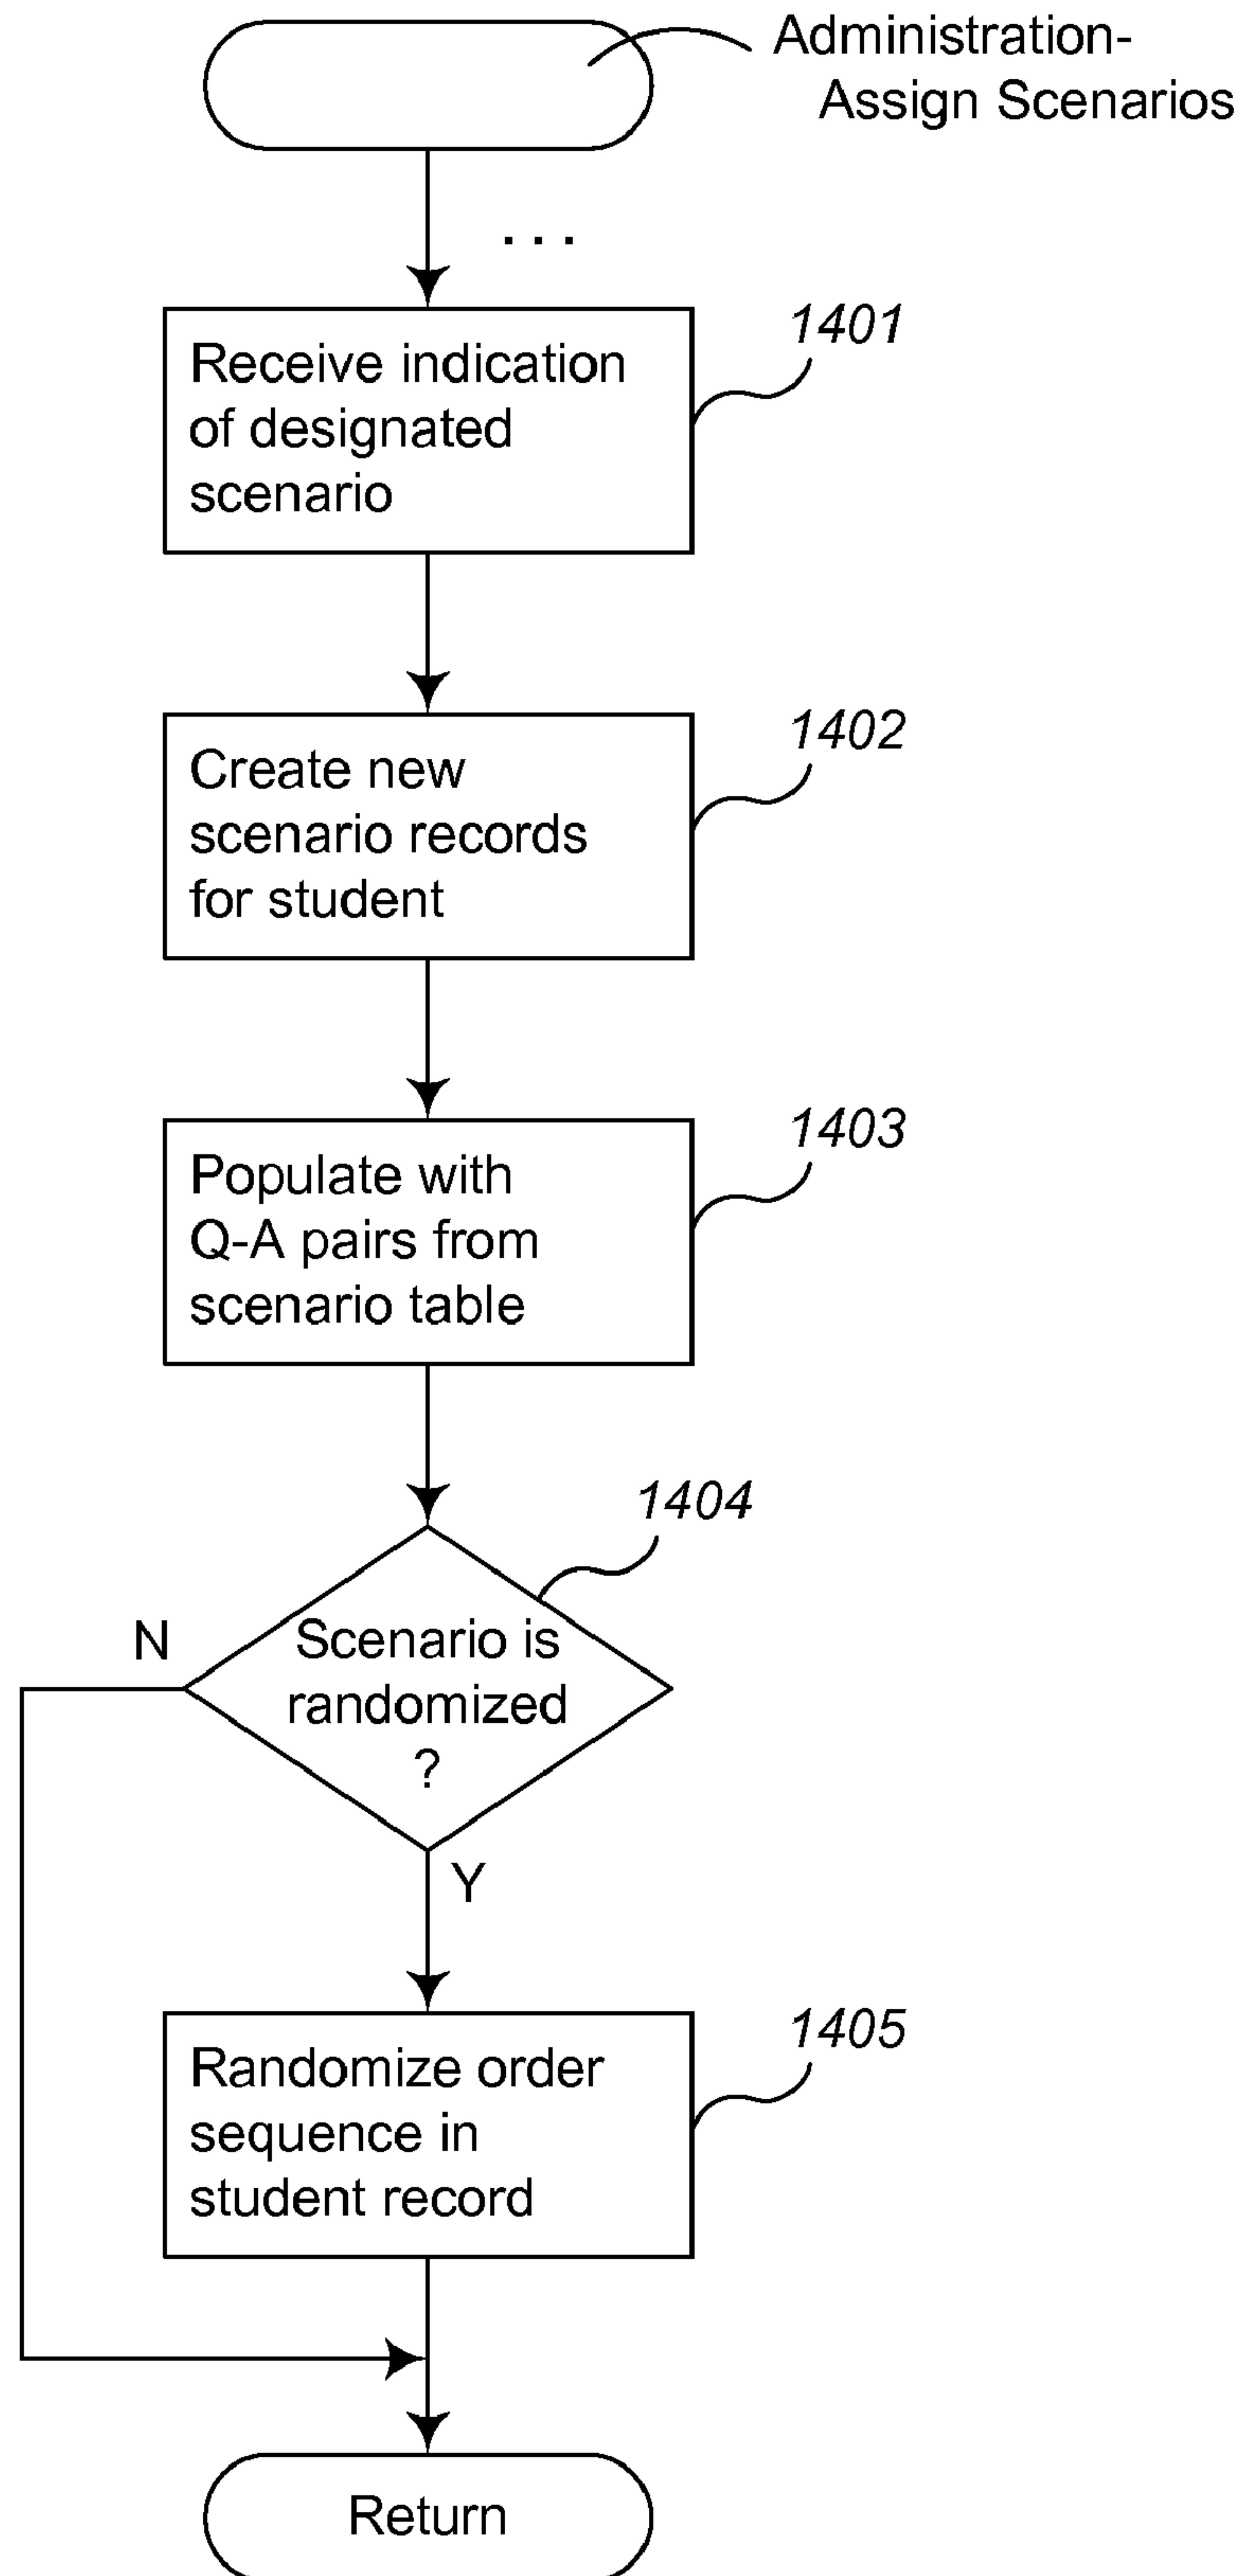 Administration-
Assign Scenarios
. . .
1401
Receive indication
of designated
scenario
1402
Create new
scenario records
for student
1403
Populate with
Q-A pairs from
scenario table
1404
N
Scenario is
randomized
?
Y
1405
Randomize order
sequence in
student record
Return